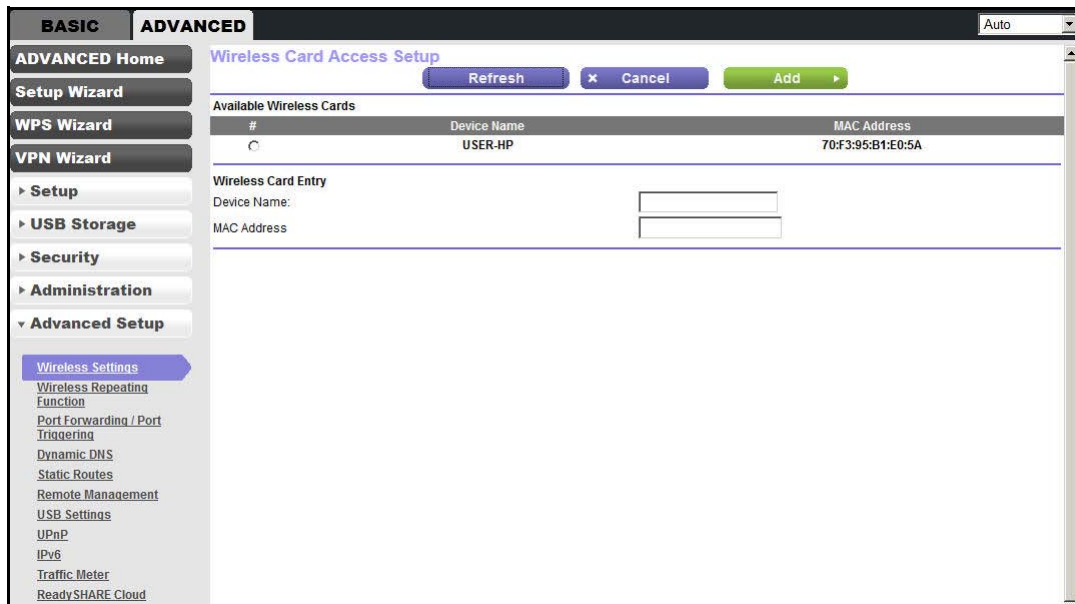 BASIC
ADVANCED
Auto
ADVANCED Home
Setup Wizard
WPS Wizard
VPN Wizard
Setup
USB Storage
Security
Administration
Advanced Setup
Wireless Settings
Wireless Repeating
Function
Port Forwarding / Port
Triggering
Dynamic DNS
Static Routes
Remote Management
USB Settings
UPnP
IPv6
Traffic Meter
ReadySHARE Cloud
Wireless Card Access Setup
Refresh
× Cancel
Add
Available Wireless Cards
# Device Name MAC Address
USER-HP 70:F3:95:B1:E0:5A
Wireless Card Entry
Device Name:
MAC Address